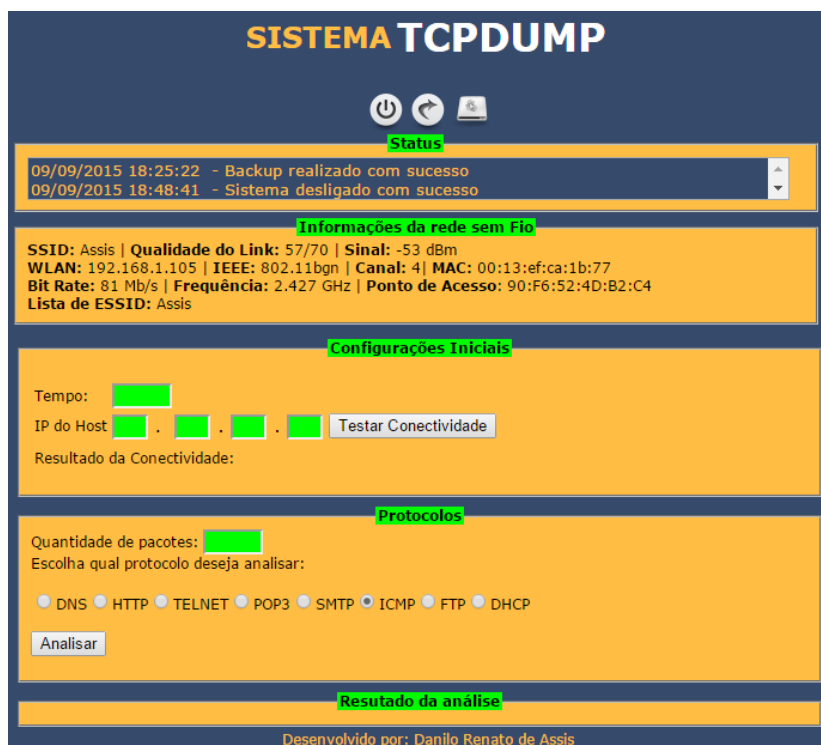 SISTEMA TCPDUMP
Status
09/09/2015 18:25:22 - Backup realizado com sucesso
09/09/2015 18:48:41 - Sistema desligado com sucesso
Informações da rede sem Fio
SSID: Assis | Qualidade do Link: 57/70 | Sinal: -53 dBm
WLAN: 192.168.1.105 | IEEE: 802.11bgn | Canal: 4| MAC: 00:13:ef:ca:1b:77
Bit Rate: 81 Mb/s | Frequência: 2.427 GHz | Ponto de Acesso: 90:F6:52:4D:B2:C4
Lista de ESSID: Assis
Configurações Iniciais
Tempo:
IP do Host . . . Testar Conectividade
Resultado da Conectividade:
Protocolos
Quantidade de pacotes:
Escolha qual protocolo deseja analisar:
DNS HTTP TELNET POP3 SMTP ICMP FTP DHCP
Analisar
Resutado da análise
Desenvolvido por: Danilo Renato de Assis